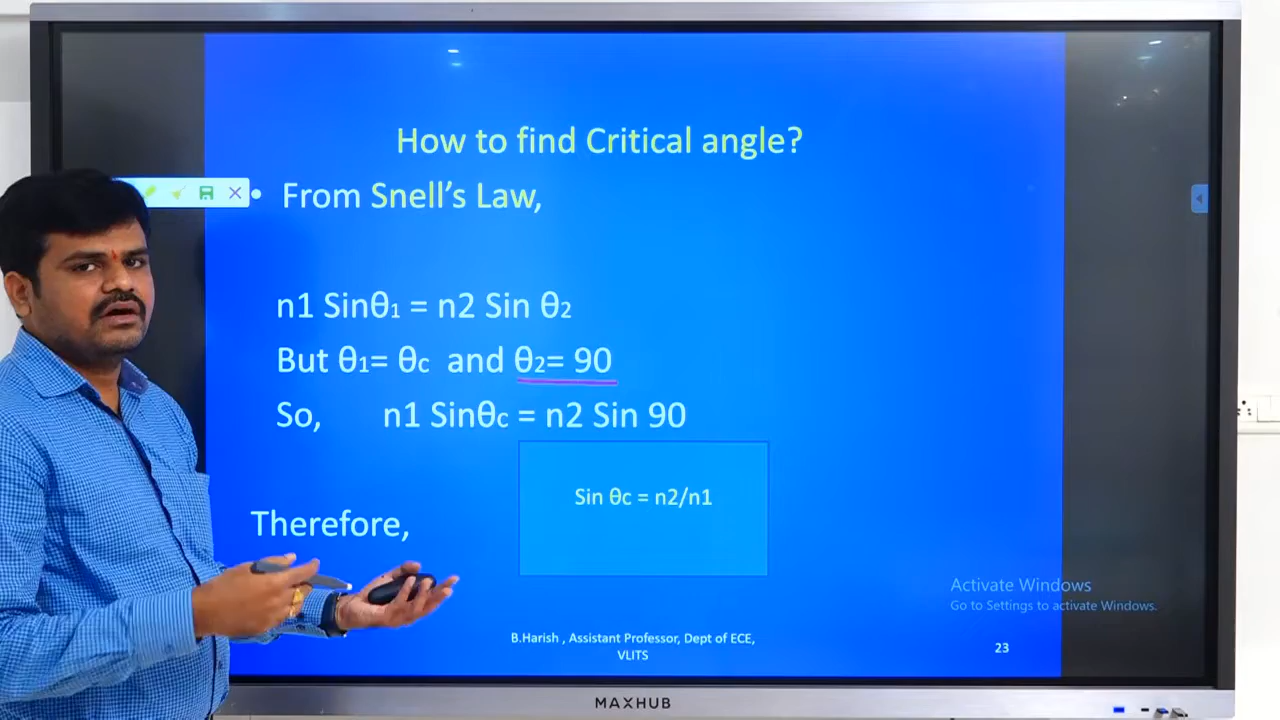 How to find Critical angle?
• From Snell’s Law,
n1 Sinθ1 = n2 Sin θ2
But θ1= θc and θ2= 90
So, n1 Sinθc = n2 Sin 90
Sin θc = n2/n1
Therefore,
Activate Windows
Go to Settings to activate Windows.
B.Harish , Assistant Professor, Dept of ECE,
VLITS
23
MAXHUB